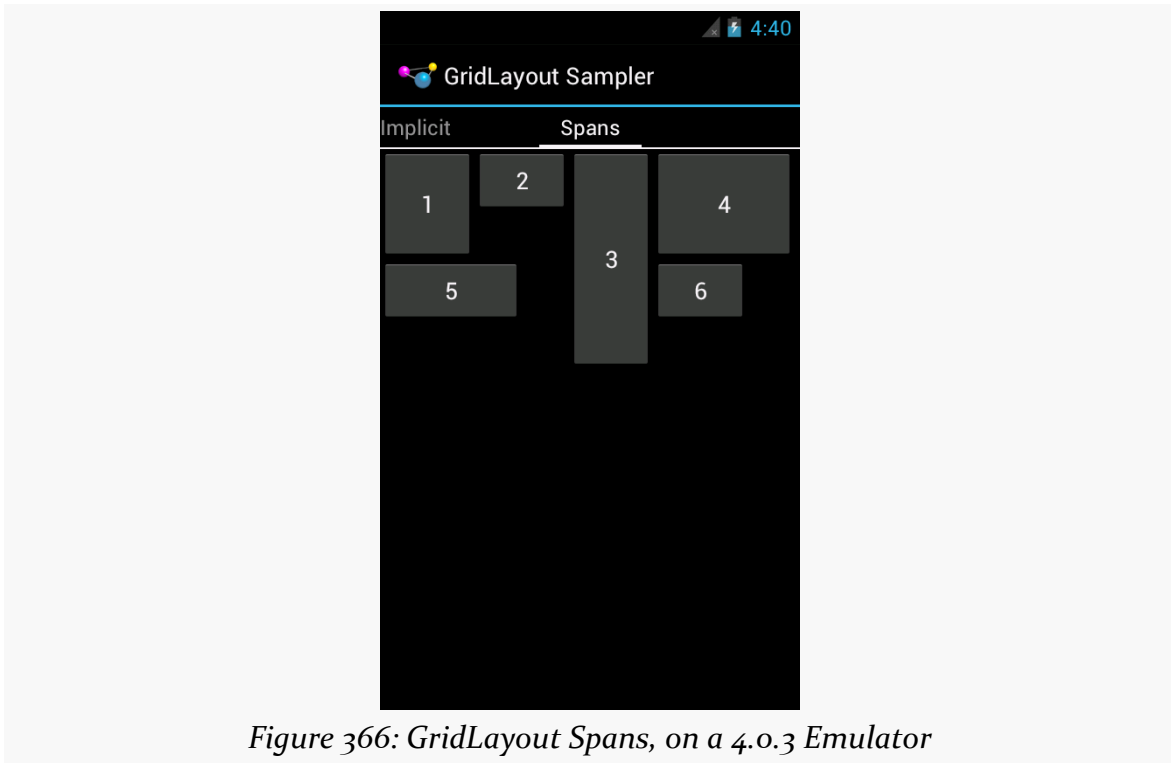 4:40
GridLayout Sampler
Implicit Spans
1 2 3 4
5 6
Figure 366: GridLayout Spans, on a 4.0.3 Emulator